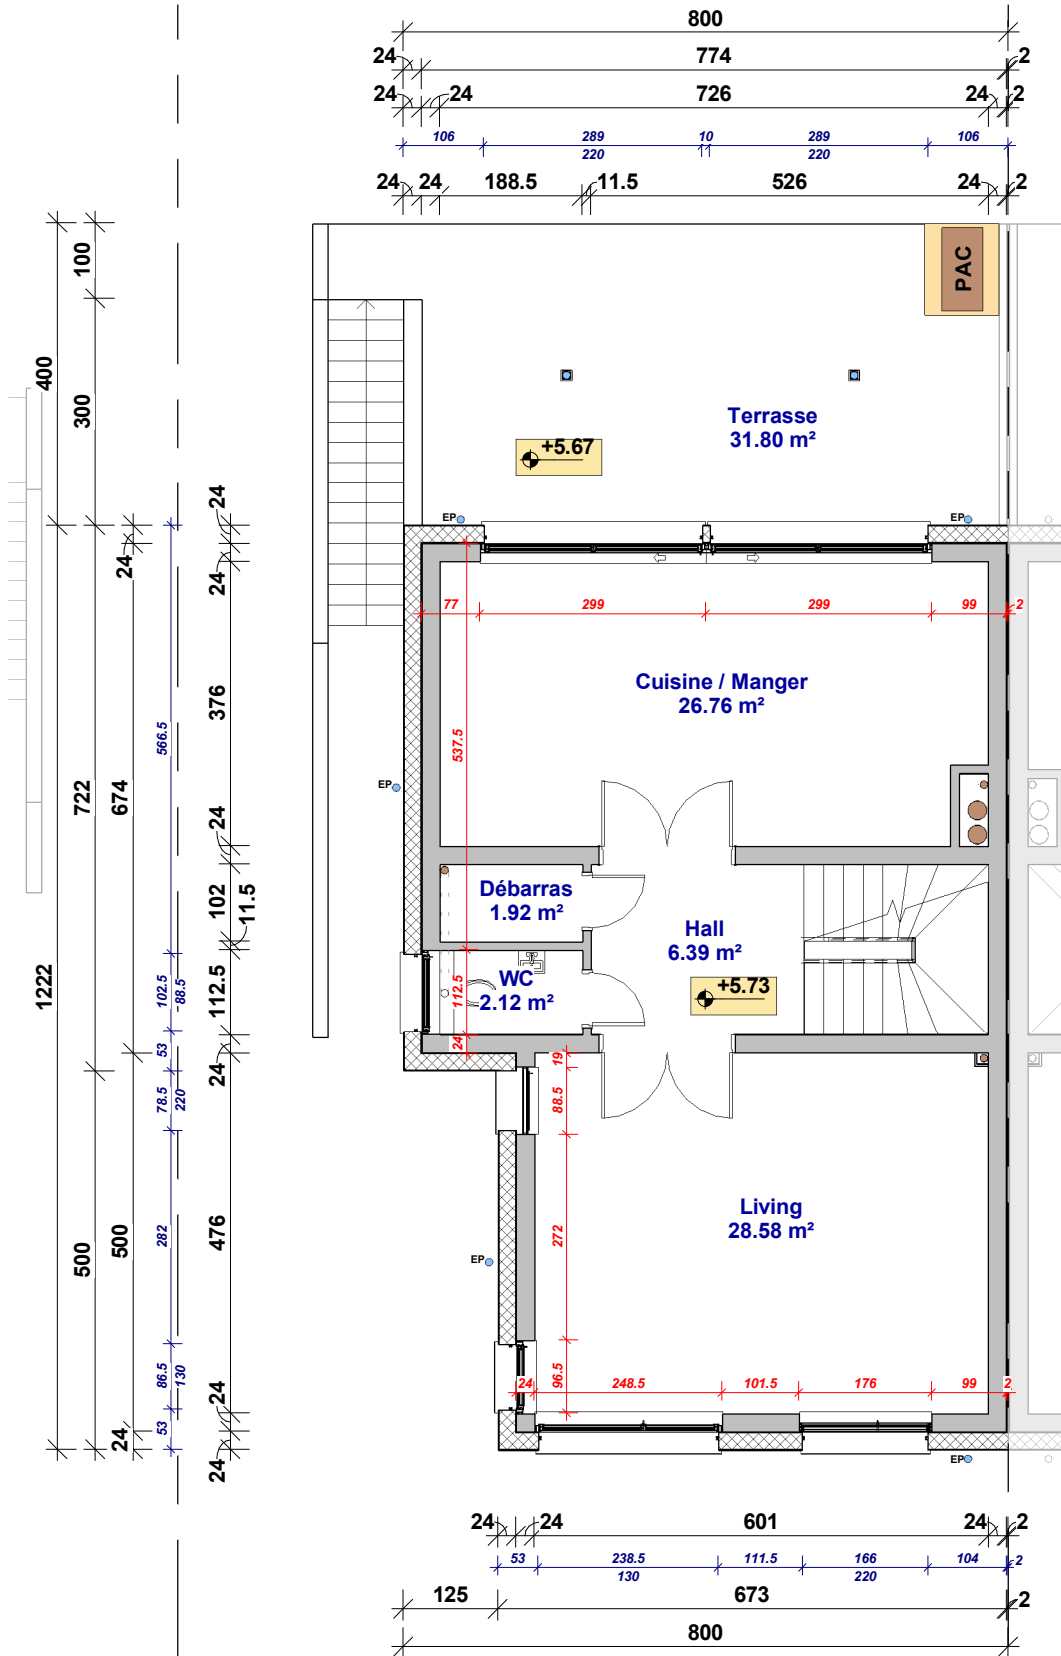 800
24 774 2
24 24 726 24 2
106 289 10 289 106
220 220
24 24 188.5 11.5 526 24 2
100
400
300
24
24
24
376
566.5
722
674
24
102
11.5
1222
102.5
88.5
112.5
53
24
78.5
220
500
500
282
476
86.5
130
24
53
24
24
PAC
Terrasse
31.80 m²
+5.67
EP
EP
77 299 299 99 2
Cuisine / Manger
26.76 m²
537.5
EP
Débarras
1.92 m²
Hall
6.39 m²
WC
2.12 m²
112.5
+5.73
24
19
88.5
Living
28.58 m²
272
EP
96.5
24 248.5 101.5 176 99 2
EP
24 24 601 24 2
53 238.5 111.5 166 104 2
130 220
125 673 2
800